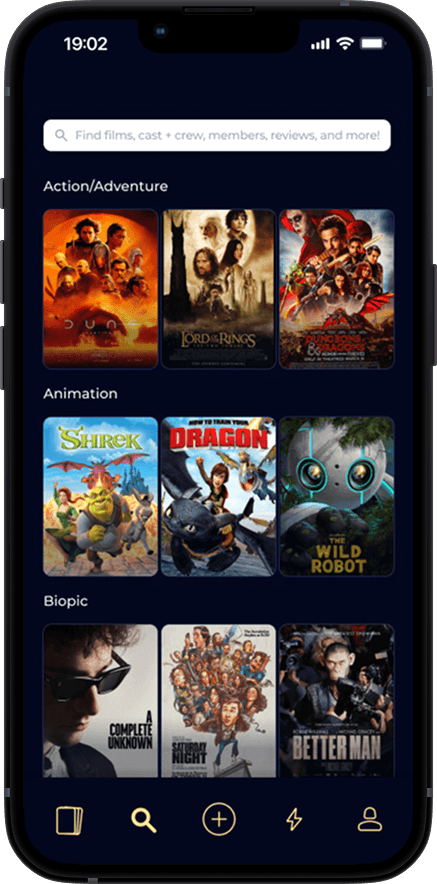 19:02
Find films, cast + crew, members, reviews, and more!
Action/Adventure
DUNE
THE
LORD OF THE RINGS
DUNGEONS
& DRAGONS
Animation
SHREK
HOW TO TRAIN YOUR
DRAGON
THE
WILD
ROBOT
Biopic
A
COMPLETE
UNKNOWN
SATURDAY
NIGHT
BETTER MAN